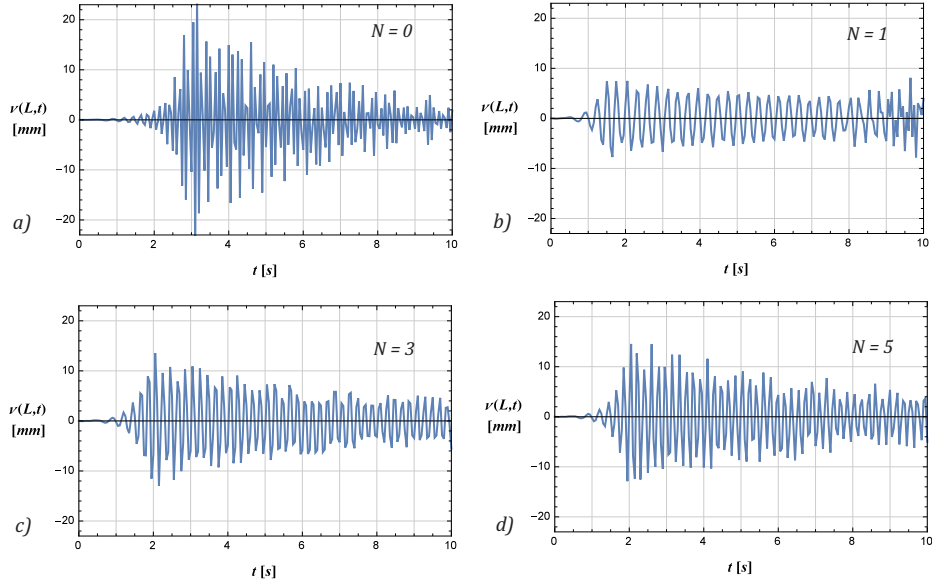 20
10
0
−10
−20
ν(L,t)
[mm]
N = 0
a)
0 2 4 6 8 10
t [s]
20
10
0
−10
−20
ν(L,t)
[mm]
N = 1
b)
0 2 4 6 8 10
t [s]
20
10
0
−10
−20
ν(L,t)
[mm]
N = 3
c)
0 2 4 6 8 10
t [s]
20
10
0
−10
−20
ν(L,t)
[mm]
N = 5
d)
0 2 4 6 8 10
t [s]